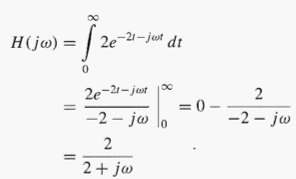 H(jω) = ∫₀^∞ 2e^{−2t−jωt} dt
= 2e^{−2t−jωt} / (−2 − jω) |₀^∞ = 0 − 2 / (−2 − jω)
= 2 / (2 + jω)